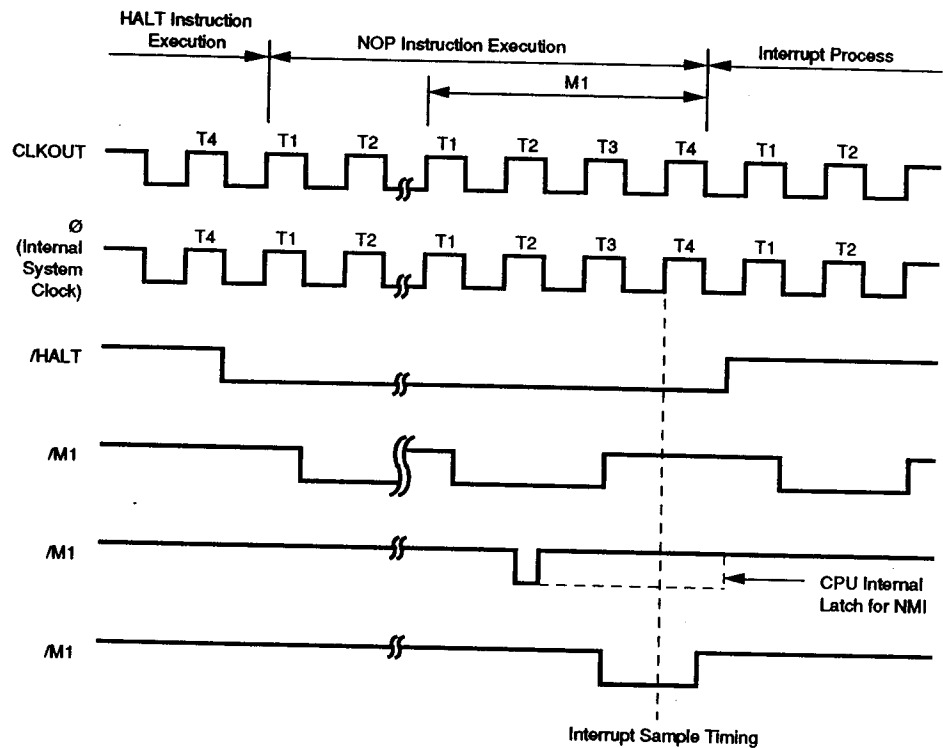 HALT Instruction
Execution
NOP Instruction Execution
Interrupt Process
M1
CLKOUT
T4 T1 T2 T1 T2 T3 T4 T1 T2
Ø
(Internal
System
Clock)
T4 T1 T2 T1 T2 T3 T4 T1 T2
/HALT
/M1
/M1
CPU Internal
Latch for NMI
/M1
Interrupt Sample Timing